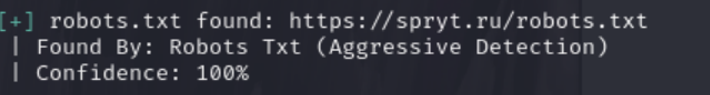 [+] robots.txt found: https://spryt.ru/robots.txt
| Found By: Robots Txt (Aggressive Detection)
| Confidence: 100%